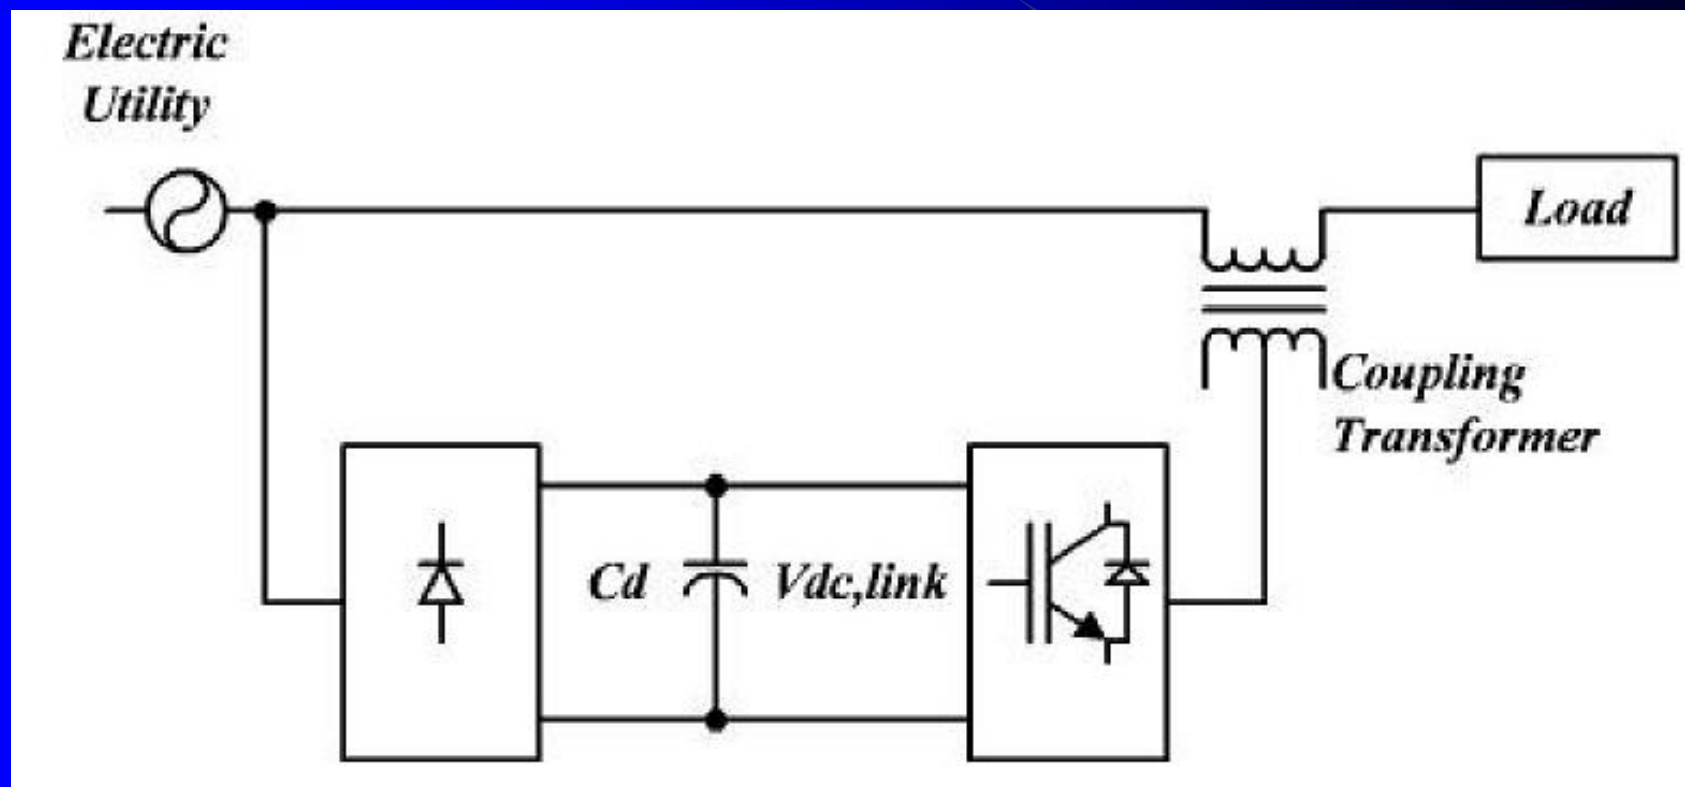 Electric
Utility
Load
Coupling
Transformer
Cd
Vdc,link